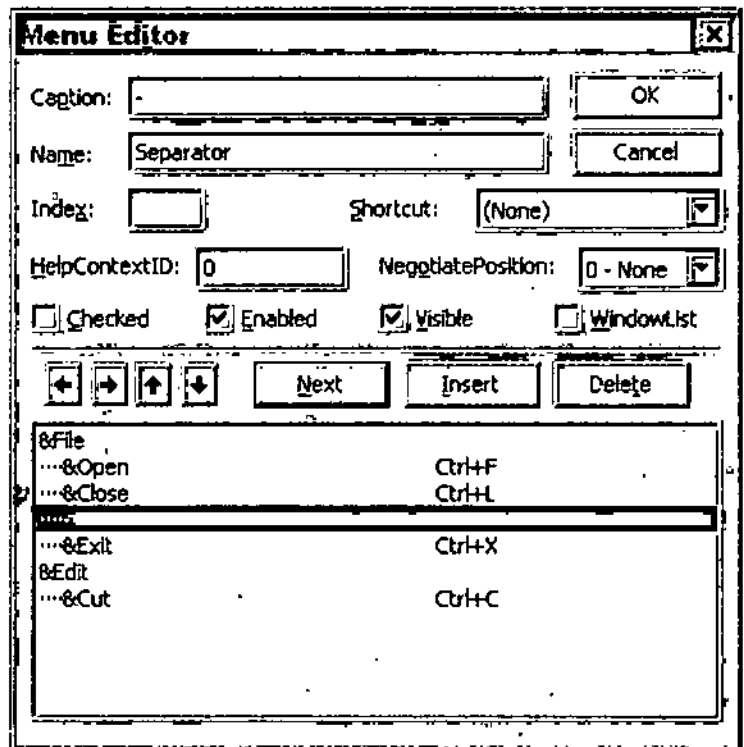 Menu Editor
Caption: - OK
Name: Separator Cancel
Index: Shortcut: (None)
HelpContextID: 0 NegotiatePosition: 0 - None
Checked Enabled Visible WindowList
Next Insert Delete
&File
····&Open Ctrl+F
····&Close Ctrl+L
····-
····&Exit Ctrl+X
&Edit
····&Cut Ctrl+C